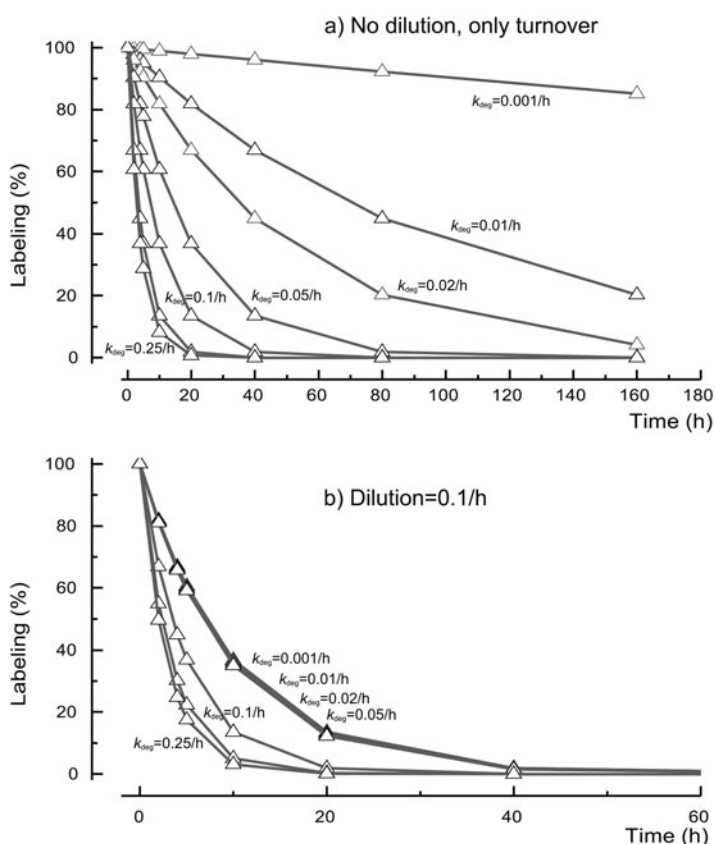 a) No dilution, only turnover
100
80
60
40
20
0
Labeling (%)
kdeg=0.001/h
kdeg=0.01/h
kdeg=0.02/h
kdeg=0.05/h
kdeg=0.1/h
kdeg=0.25/h
0 20 40 60 80 100 120 140 160 180
Time (h)
b) Dilution=0.1/h
100
80
60
40
20
0
Labeling (%)
kdeg=0.001/h
kdeg=0.01/h
kdeg=0.02/h
kdeg=0.05/h
kdeg=0.1/h
kdeg=0.25/h
0 20 40 60
Time (h)